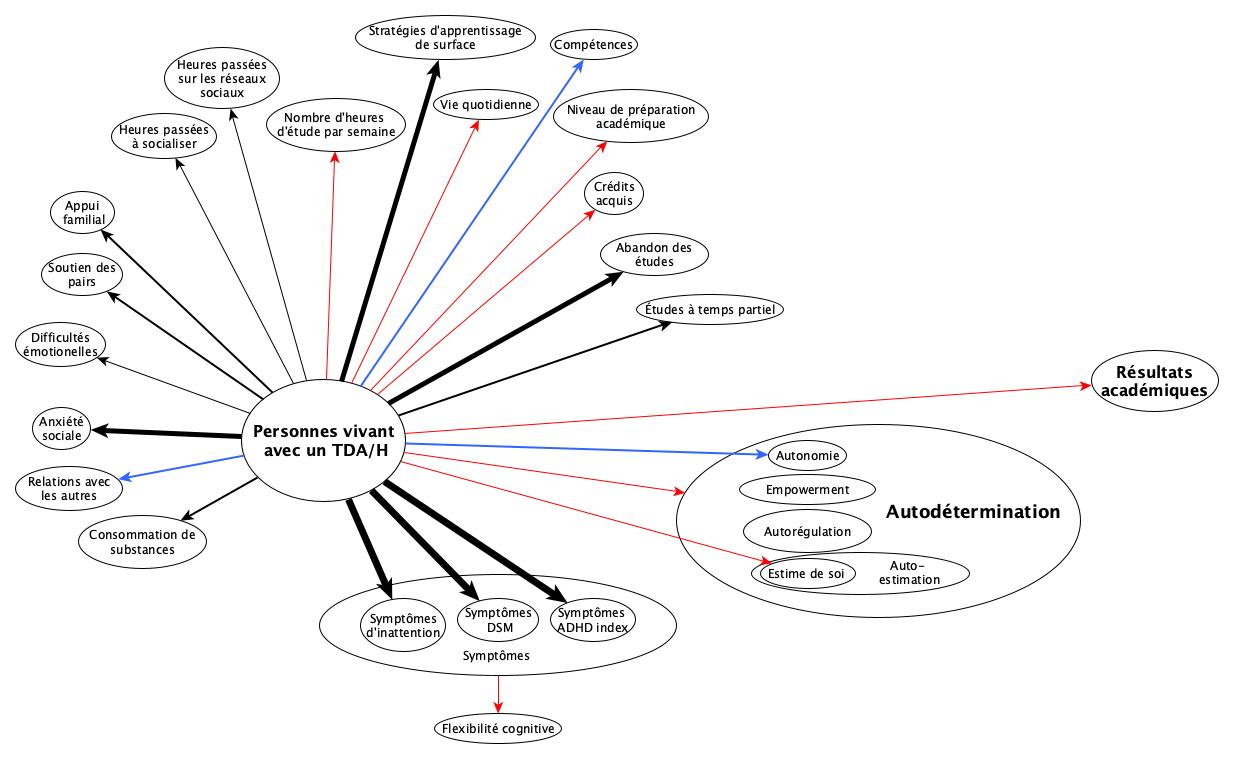 Stratégies d'apprentissage
de surface
Compétences
Heures passées
sur les réseaux
sociaux
Vie quotidienne
Nombre d'heures
d'étude par semaine
Niveau de préparation
académique
Heures passées
à socialiser
Crédits
acquis
Appui
familial
Abandon des
études
Soutien des
pairs
Études à temps partiel
Difficultés
émotionelles
Résultats
académiques
Anxiété
sociale
Personnes vivant
avec un TDA/H
Autonomie
Relations avec
les autres
Empowerment
Autodétermination
Consommation de
substances
Autorégulation
Estime de soi
Auto-
estimation
Symptômes
d'inattention
Symptômes
DSM
Symptômes
ADHD index
Symptômes
Flexibilité cognitive